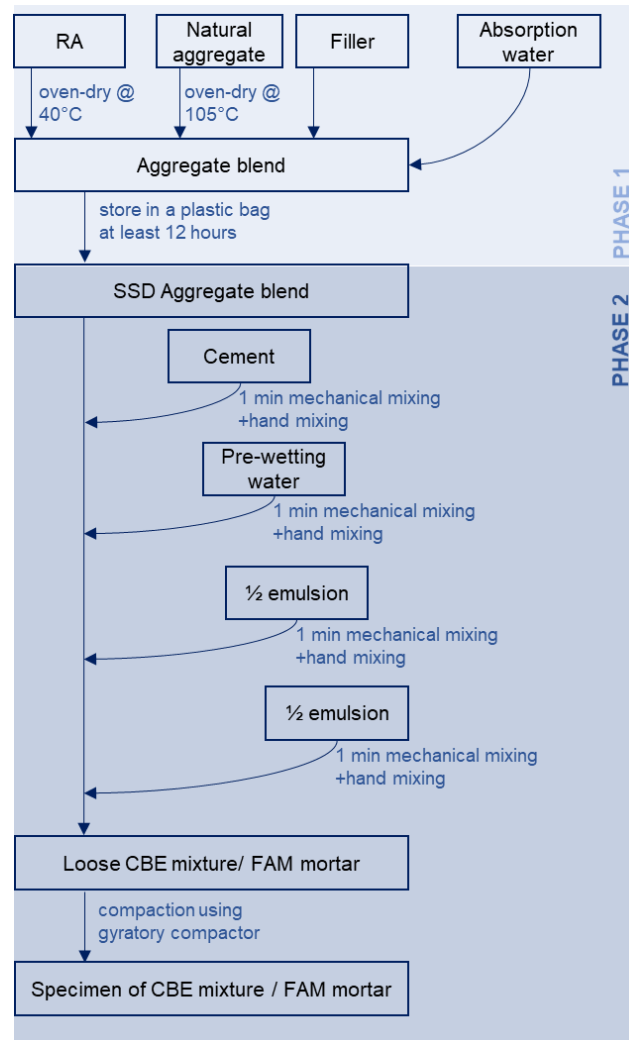 RA
Natural
aggregate
Filler
Absorption
water
oven-dry @
40°C
oven-dry @
105°C
Aggregate blend
store in a plastic bag
at least 12 hours
PHASE 1
SSD Aggregate blend
PHASE 2
Cement
1 min mechanical mixing
+hand mixing
Pre-wetting
water
1 min mechanical mixing
+hand mixing
½ emulsion
1 min mechanical mixing
+hand mixing
½ emulsion
1 min mechanical mixing
+hand mixing
Loose CBE mixture/ FAM mortar
compaction using
gyratory compactor
Specimen of CBE mixture / FAM mortar